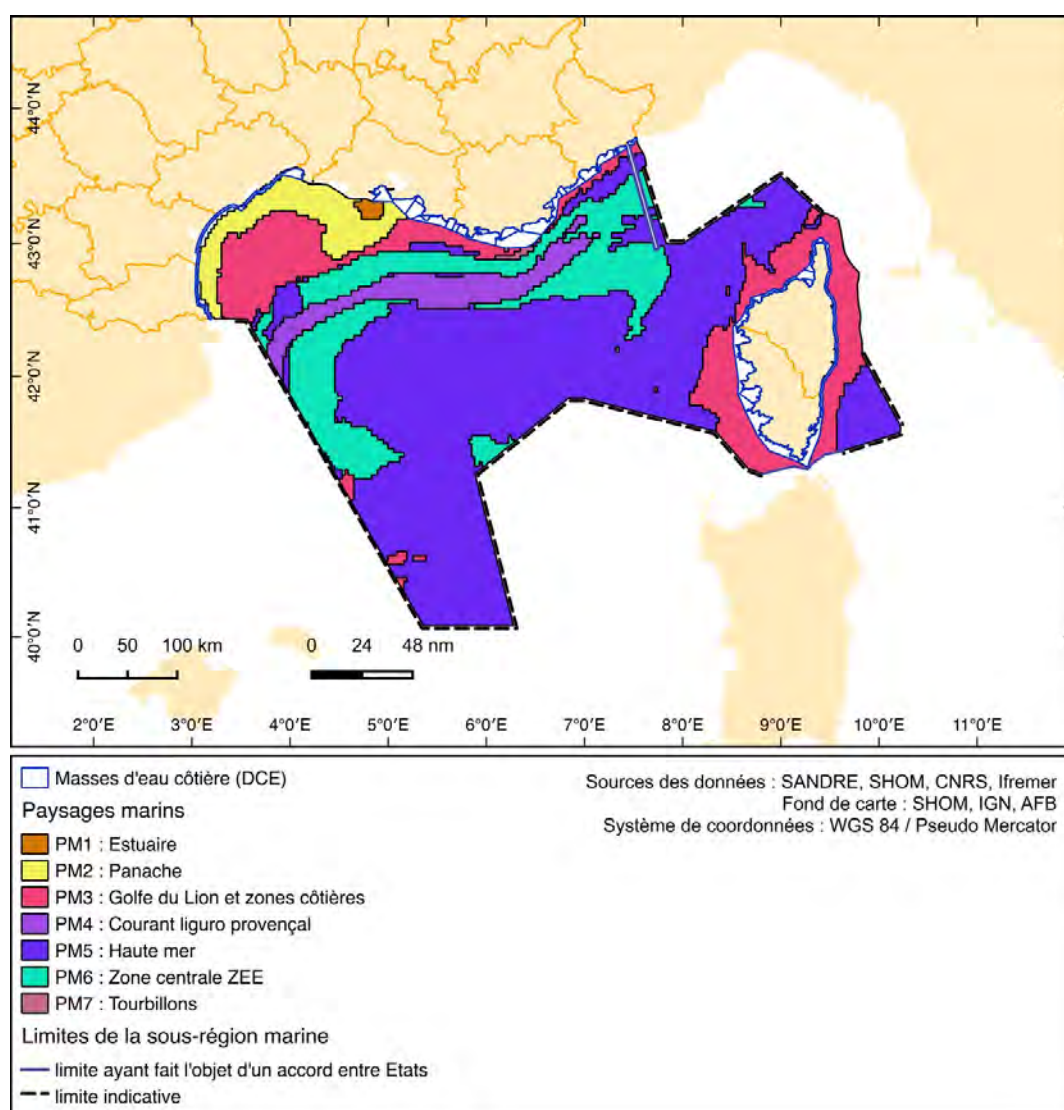 44°0'N
43°0'N
42°0'N
41°0'N
40°0'N
0 50 100 km
0 24 48 nm
2°0'E 3°0'E 4°0'E 5°0'E 6°0'E 7°0'E 8°0'E 9°0'E 10°0'E 11°0'E
Masses d'eau côtière (DCE)
Paysages marins
PM1 : Estuaire
PM2 : Panache
PM3 : Golfe du Lion et zones côtières
PM4 : Courant liguro provençal
PM5 : Haute mer
PM6 : Zone centrale ZEE
PM7 : Tourbillons
Limites de la sous-région marine
limite ayant fait l'objet d'un accord entre Etats
limite indicative
Sources des données : SANDRE, SHOM, CNRS, Ifremer
Fond de carte : SHOM, IGN, AFB
Système de coordonnées : WGS 84 / Pseudo Mercator